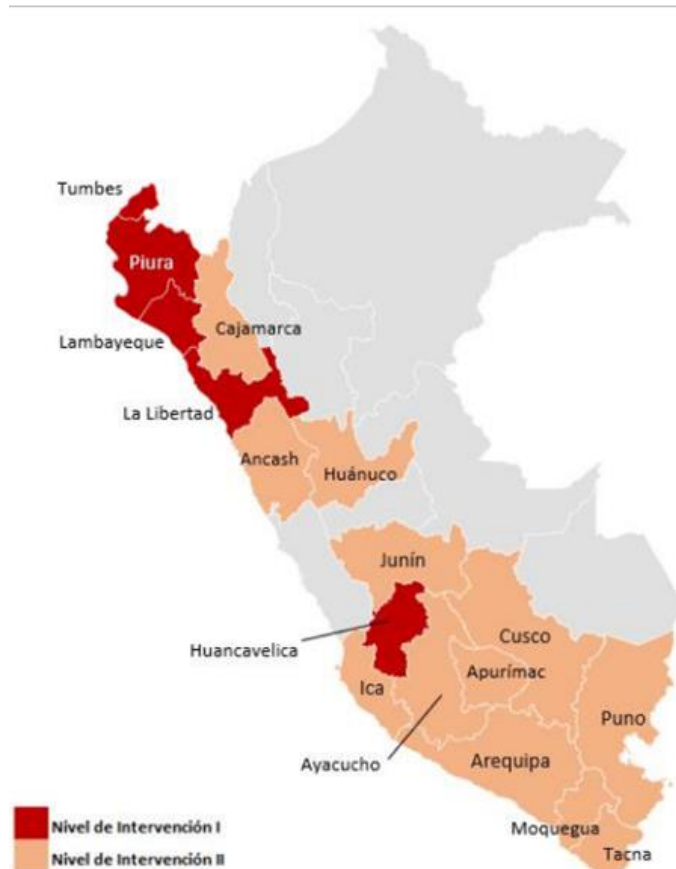 Tumbes
Piura
Cajamarca
Lambayeque
La Libertad
Ancash
Huánuco
Junín
Huancavelica
Cusco
Apurímac
Ica
Puno
Ayacucho
Arequipa
Moquegua
Tacna
Nivel de Intervención I
Nivel de Intervención II